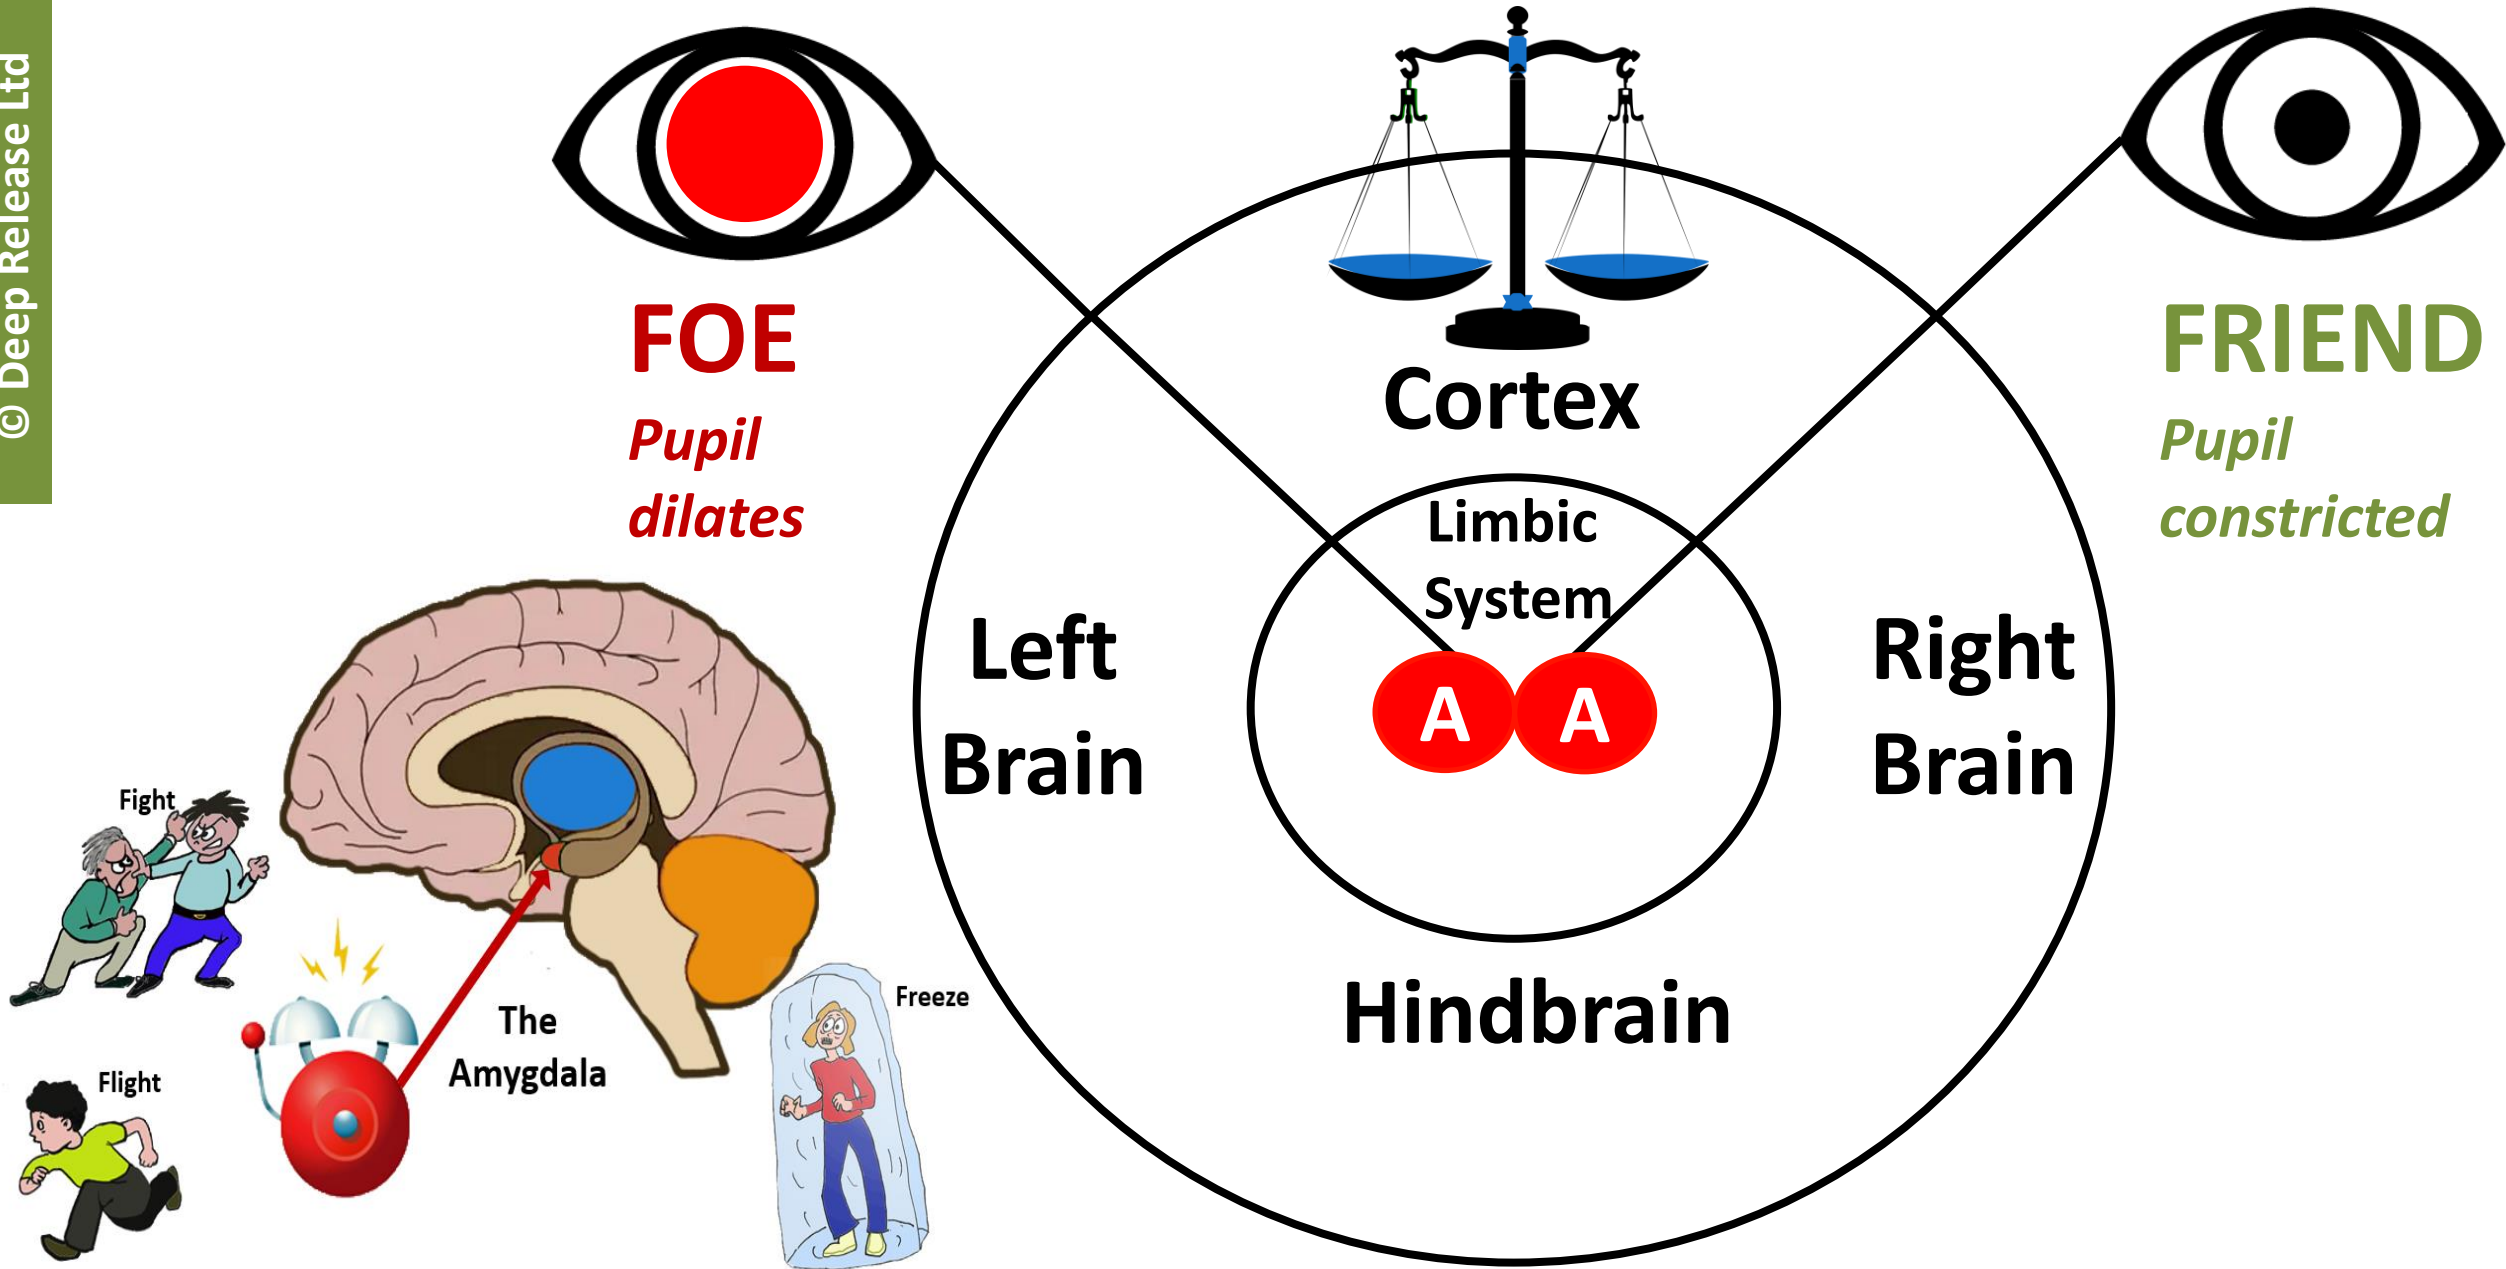 © Deep Release Ltd
FOE
Pupil
dilates
Cortex
FRIEND
Pupil
constricted
Limbic
System
Left
Brain
A A
Right
Brain
Hindbrain
Fight
Flight
The
Amygdala
Freeze